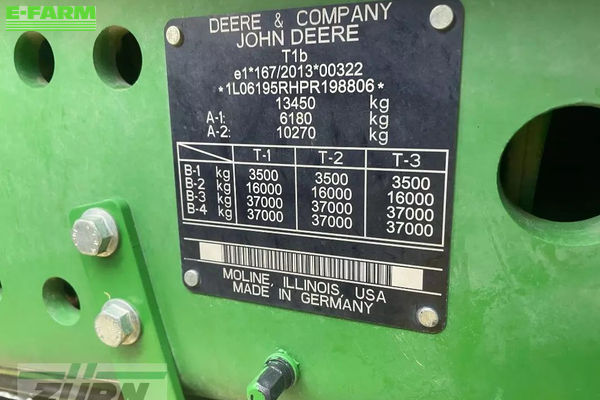 E-FARM
DEERE & COMPANY
JOHN DEERE
T1b
e1*167/2013*00322
*1L06195RHPR198806*
13450 kg
A-1: 6180 kg
A-2: 10270 kg
T-1 T-2 T-3
B-1 kg 3500 3500 3500
B-2 kg 16000 16000 16000
B-3 kg 37000 37000 37000
B-4 kg 37000 37000 37000
MOLINE, ILLINOIS, USA
MADE IN GERMANY
ZÜRN